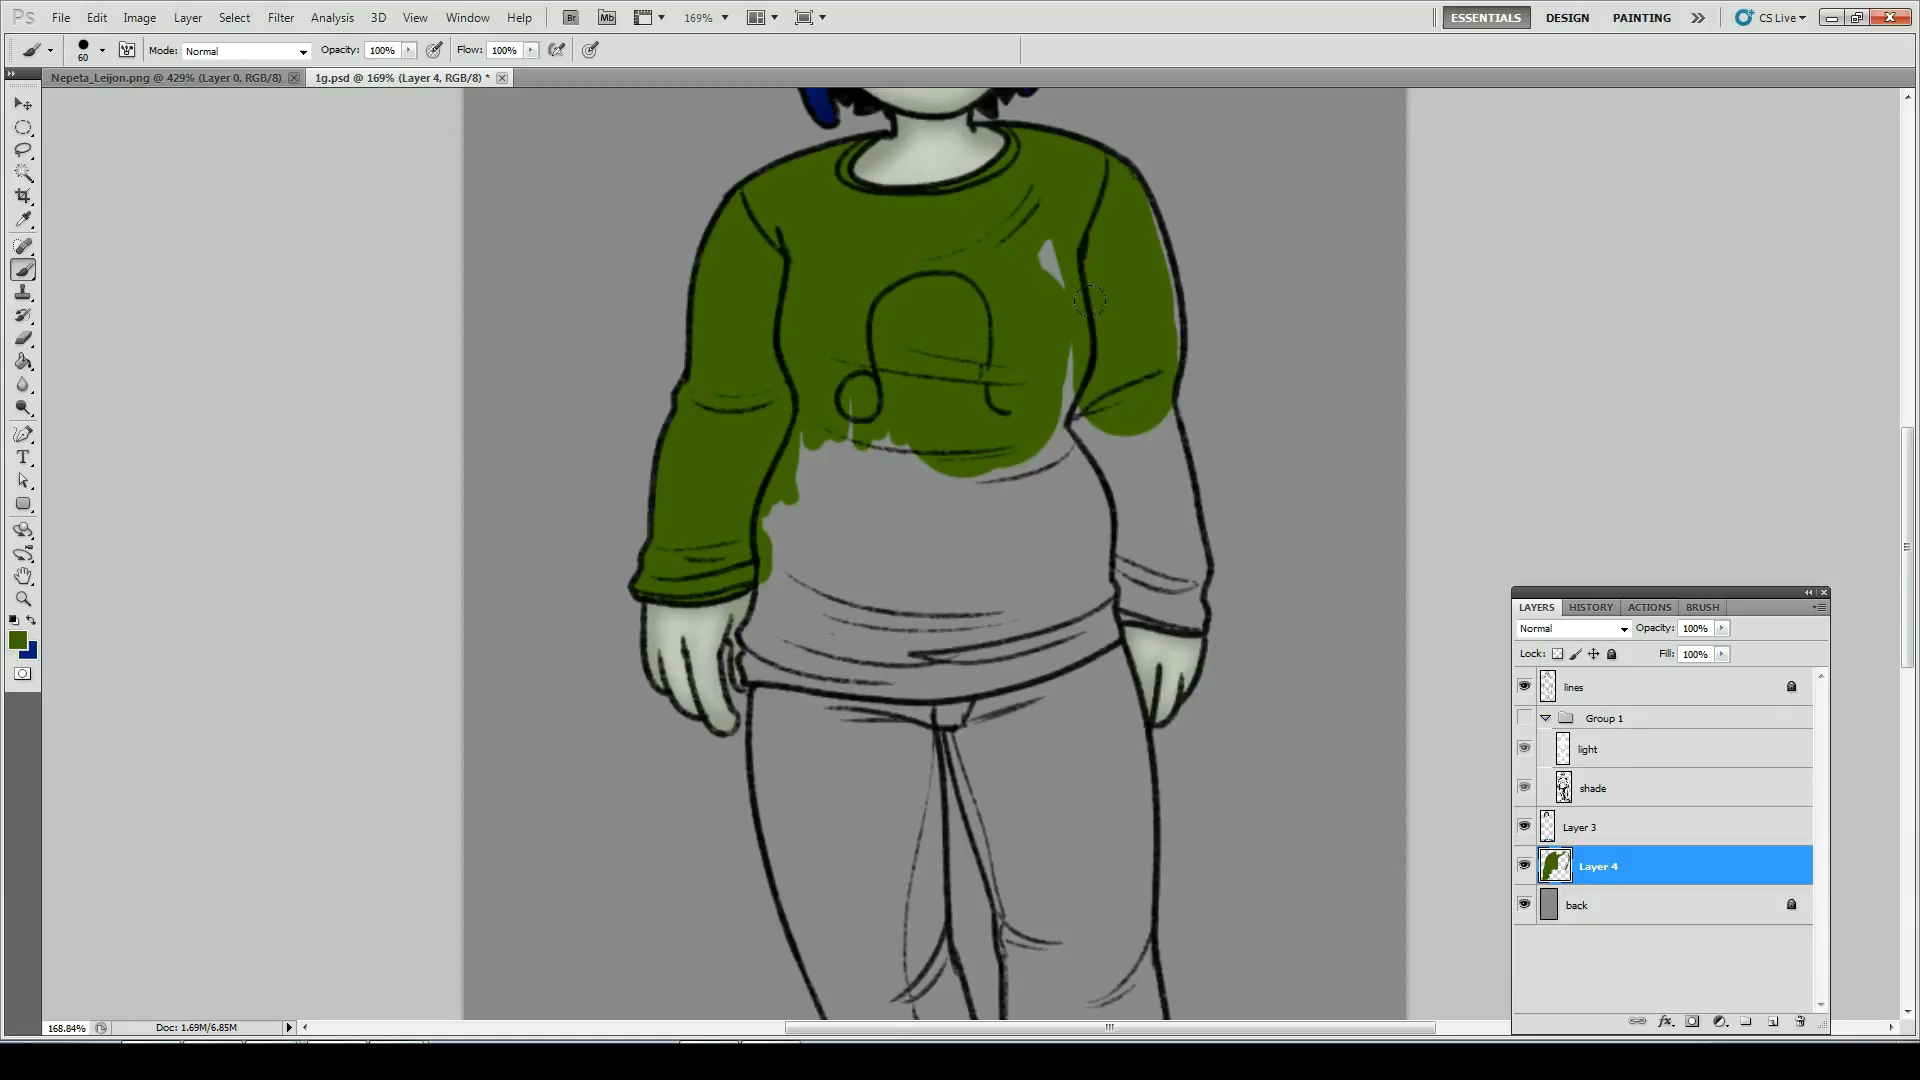 Ps File Edit Image Layer Select Filter Analysis 3D View Window Help Br Mb 169% ESSENTIALS DESIGN PAINTING CS Live
60 Mode: Normal Opacity: 100% Flow: 100%
Nepeta_Leijon.png @ 429% (Layer 0, RGB/8) 1g.psd @ 169% (Layer 4, RGB/8) *
T
LAYERS HISTORY ACTIONS BRUSH
Normal Opacity: 100%
Lock: Fill: 100%
lines
Group 1
light
shade
Layer 3
Layer 4
back
fx
168.84% Doc: 1.69M/6.85M